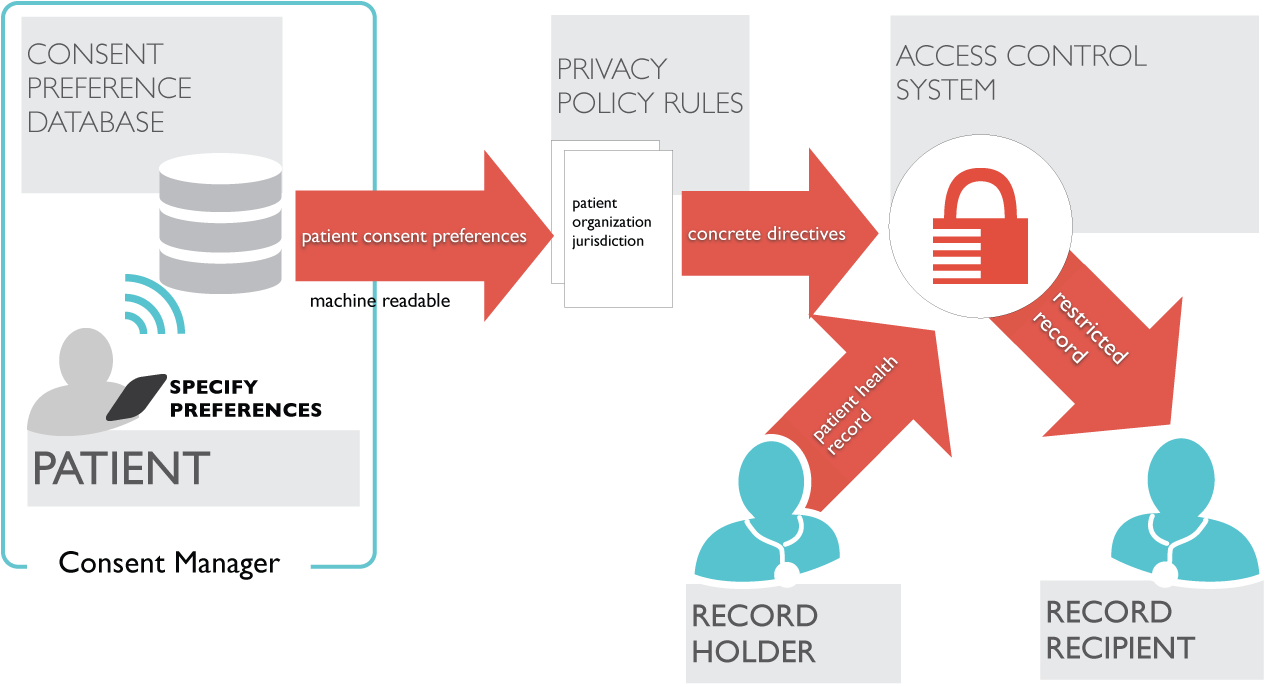 CONSENT
PREFERENCE
DATABASE
PRIVACY
POLICY RULES
ACCESS CONTROL
SYSTEM
patient consent preferences
machine readable
patient
organization
jurisdiction
concrete directives
restricted
record
patient health
record
SPECIFY
PREFERENCES
PATIENT
Consent Manager
RECORD
HOLDER
RECORD
RECIPIENT